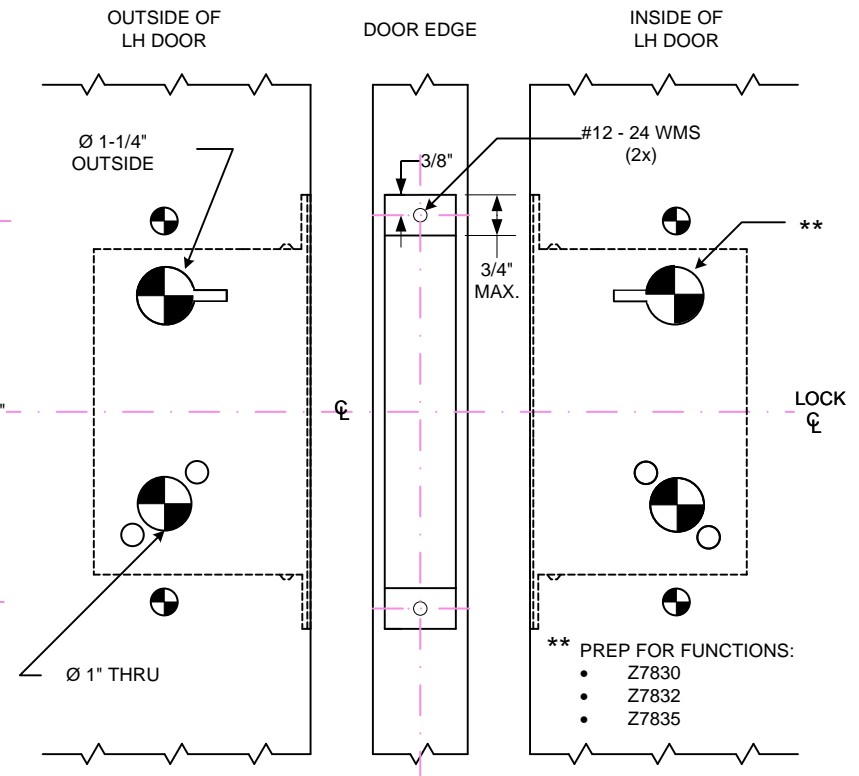 OUTSIDE OF
LH DOOR
DOOR EDGE
INSIDE OF
LH DOOR
Ø 1-1/4"
OUTSIDE
3/8"
#12 - 24 WMS
(2x)
**
3/4"
MAX.
"
℄
LOCK
℄
Ø 1" THRU
** PREP FOR FUNCTIONS:
• Z7830
• Z7832
• Z7835